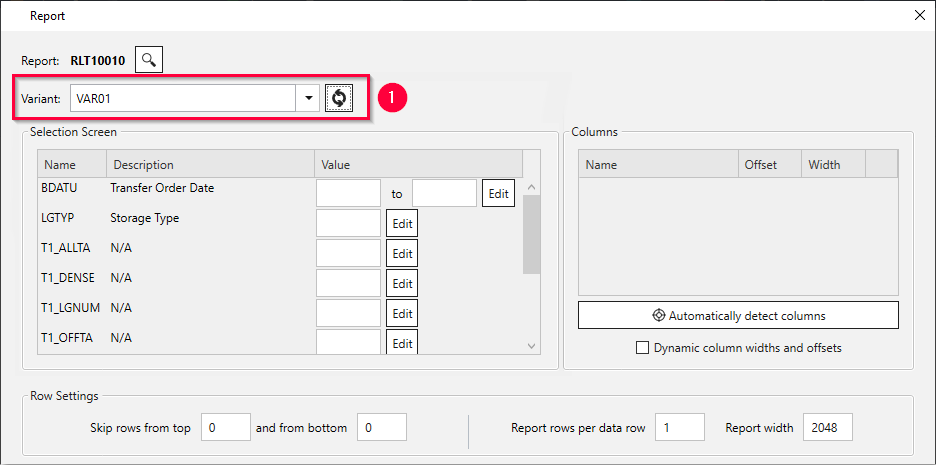 Report
Report: RLT10010
Variant: VAR01 1
Selection Screen
Name Description Value
BDATU Transfer Order Date to Edit
LGTYP Storage Type Edit
T1_ALLTA N/A Edit
T1_DENSE N/A Edit
T1_LGNUM N/A Edit
T1_OFFTA N/A Edit
Columns
Name Offset Width
Automatically detect columns
Dynamic column widths and offsets
Row Settings
Skip rows from top 0 and from bottom 0 Report rows per data row 1 Report width 2048